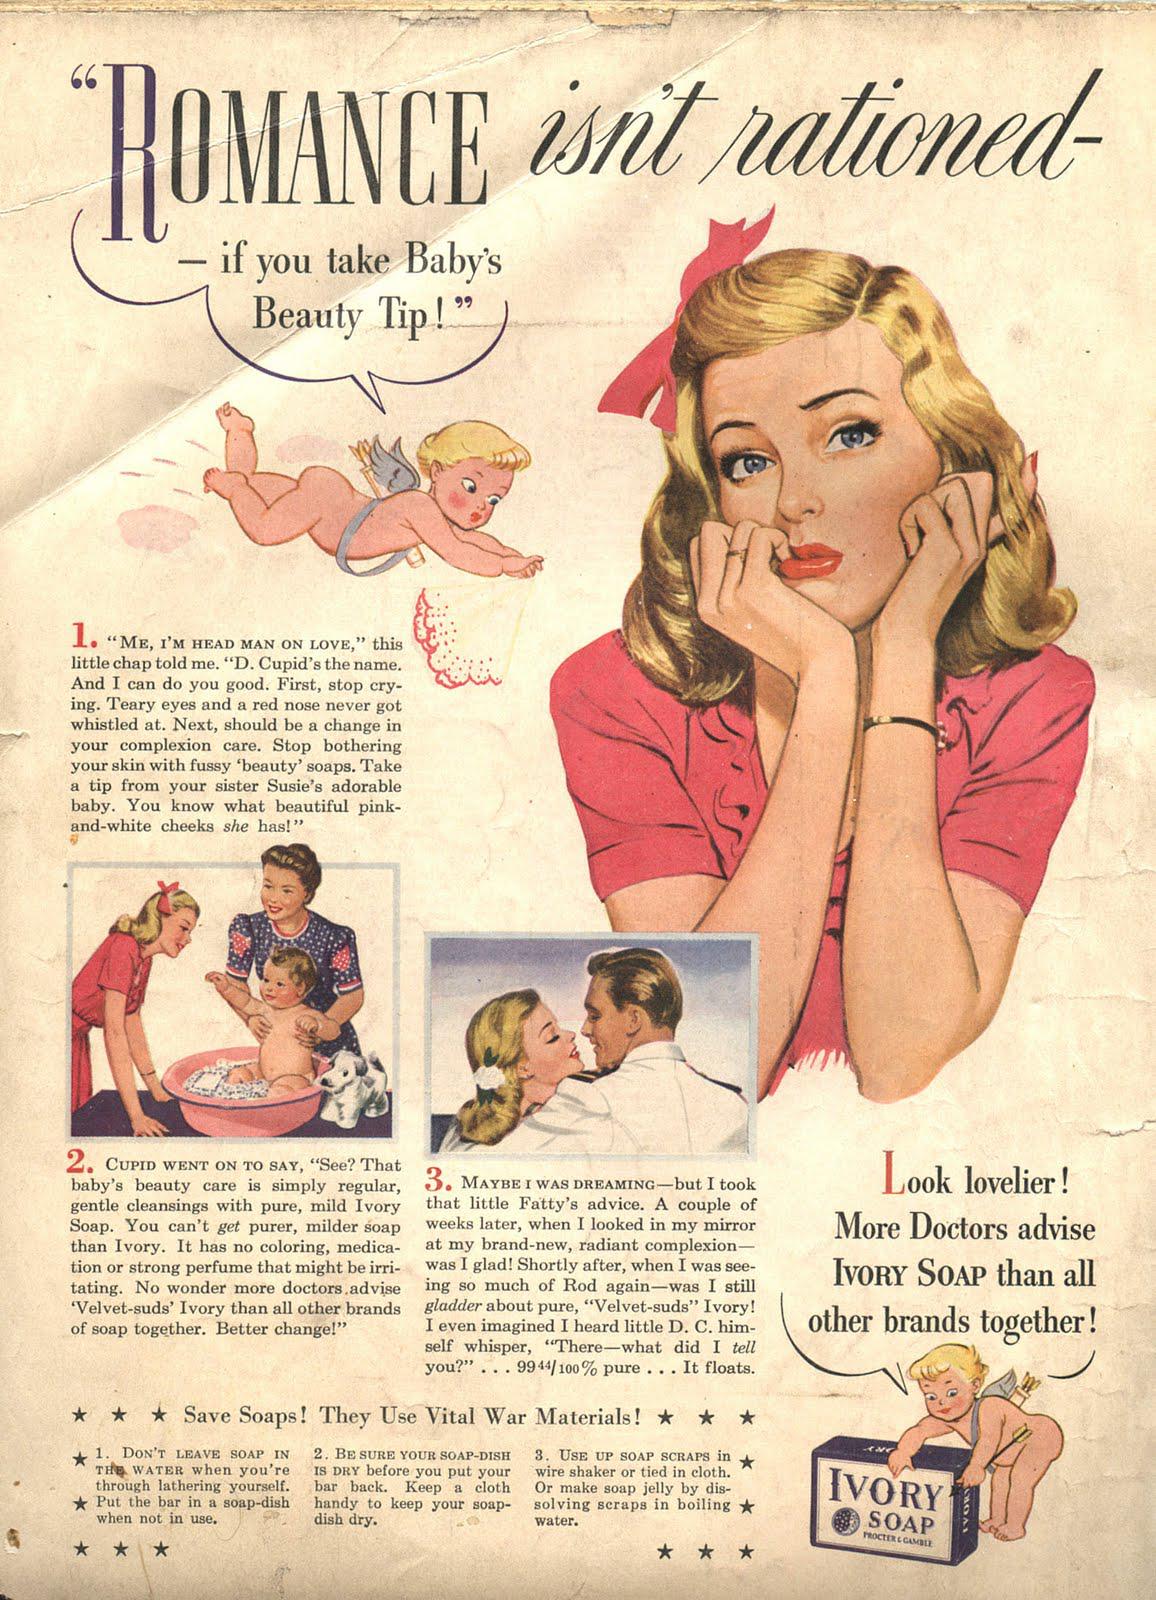 "ROMANCE isn't rationed-
— if you take Baby's
Beauty Tip!"
1. "ME, I'M HEAD MAN ON LOVE," this
little chap told me. "D. Cupid's the name.
And I can do you good. First, stop cry-
ing. Teary eyes and a red nose never got
whistled at. Next, should be a change in
your complexion care. Stop bothering
your skin with fussy 'beauty' soaps. Take
a tip from your sister Susie's adorable
baby. You know what beautiful pink-
and-white cheeks she has!"
2. CUPID WENT ON TO SAY, "See? That
baby's beauty care is simply regular,
gentle cleansings with pure, mild Ivory
Soap. You can't get purer, milder soap
than Ivory. It has no coloring, medica-
tion or strong perfume that might be irri-
tating. No wonder more doctors advise
'Velvet-suds' Ivory than all other brands
of soap together. Better change!"
3. MAYBE I WAS DREAMING—but I took
that little Fatty's advice. A couple of
weeks later, when I looked in my mirror
at my brand-new, radiant complexion—
was I glad! Shortly after, when I was see-
ing so much of Rod again—was I still
gladder about pure, "Velvet-suds" Ivory!
I even imagined I heard little D. C. him-
self whisper, "There—what did I tell
you?" . . . 99 44/100% pure . . . It floats.
Look lovelier!
More Doctors advise
IVORY SOAP than all
other brands together!
★ ★ ★ Save Soaps! They Use Vital War Materials! ★ ★ ★
1. DON'T LEAVE SOAP IN
THE WATER when you're
through lathering yourself.
Put the bar in a soap-dish
when not in use.
2. BE SURE YOUR SOAP-DISH
IS DRY before you put your
bar back. Keep a cloth
handy to keep your soap-
dish dry.
3. USE UP SOAP SCRAPS in
wire shaker or tied in cloth.
Or make soap jelly by dis-
solving scraps in boiling
water.
IVORY
IVORY
SOAP
PROCTER & GAMBLE
IVORY